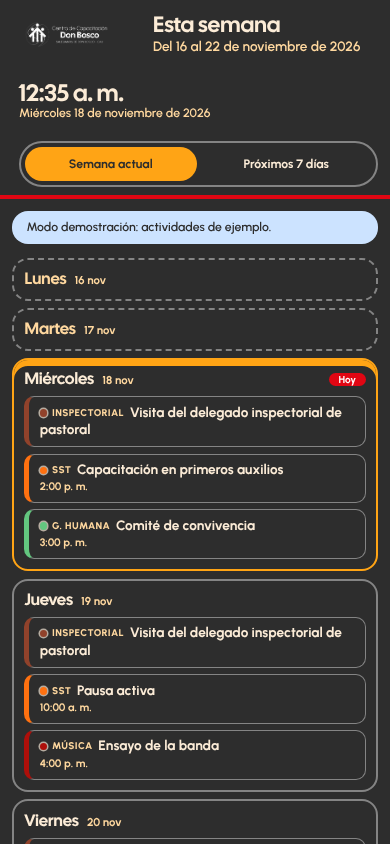 Centro de Capacitación
Don Bosco
Esta semana
Del 16 al 22 de noviembre de 2026
12:35 a. m.
Miércoles 18 de noviembre de 2026
Semana actual
Próximos 7 días
Modo demostración: actividades de ejemplo.
Lunes 16 nov
Martes 17 nov
Miércoles 18 nov
Hoy
INSPECTORIAL Visita del delegado inspectorial de
pastoral
SST Capacitación en primeros auxilios
2:00 p. m.
G. HUMANA Comité de convivencia
3:00 p. m.
Jueves 19 nov
INSPECTORIAL Visita del delegado inspectorial de
pastoral
SST Pausa activa
10:00 a. m.
MÚSICA Ensayo de la banda
4:00 p. m.
Viernes 20 nov